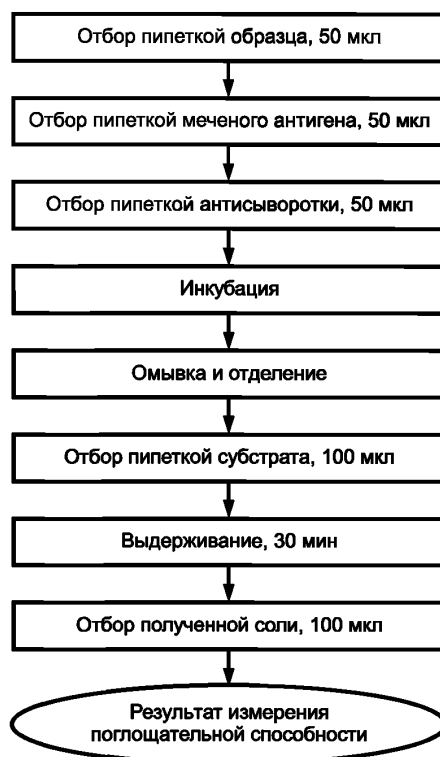 Отбор пипеткой образца, 50 мкл
Отбор пипеткой меченого антигена, 50 мкл
Отбор пипеткой антисыворотки, 50 мкл
Инкубация
Омывка и отделение
Отбор пипеткой субстрата, 100 мкл
Выдерживание, 30 мин
Отбор полученной соли, 100 мкл
Результат измерения
поглощательной способности